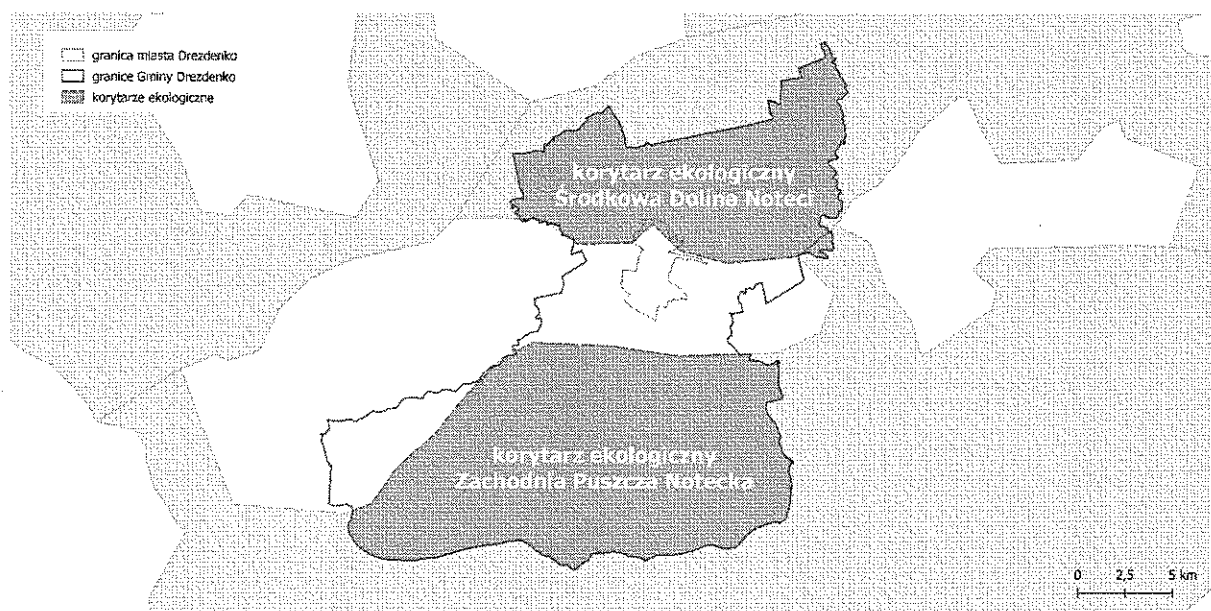 granica miasta Drezdenko
granice Gminy Drezdenko
korytarze ekologiczne
korytarz ekologiczny
Środkowa Dolina Noteci
korytarz ekologiczny
Zachodnia Puszcza Notecka
0 2,5 5 km